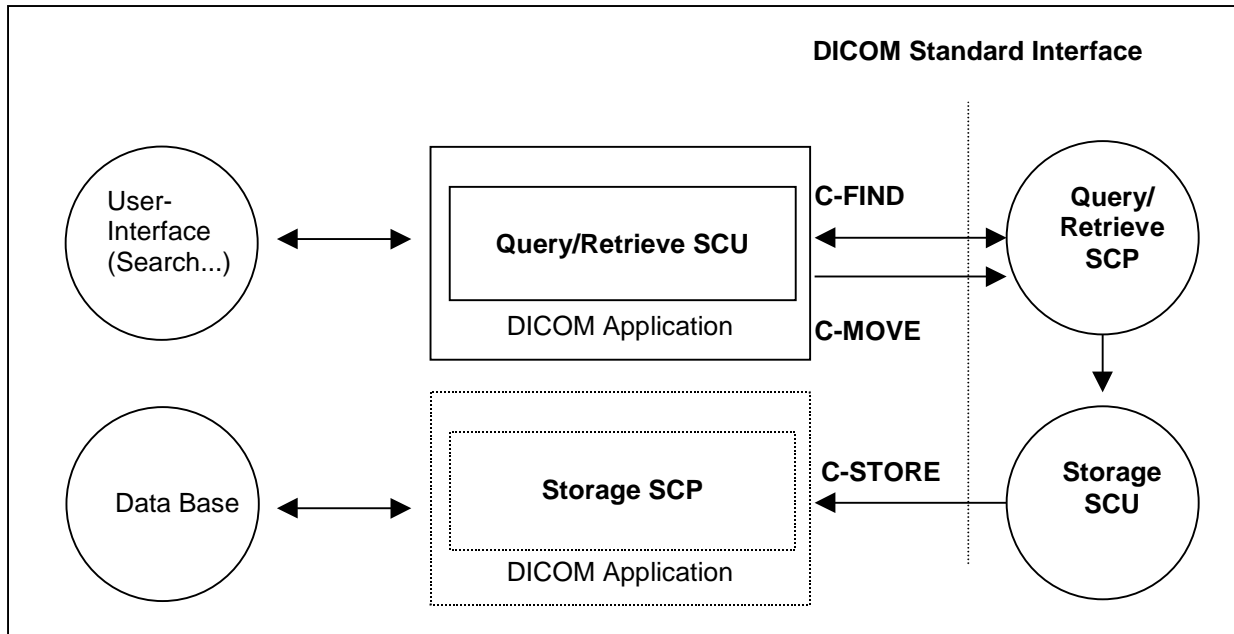 DICOM Standard Interface
User-
Interface
(Search...)
Query/Retrieve SCU
DICOM Application
C-FIND
C-MOVE
Query/
Retrieve
SCP
Data Base
Storage SCP
DICOM Application
C-STORE
Storage
SCU